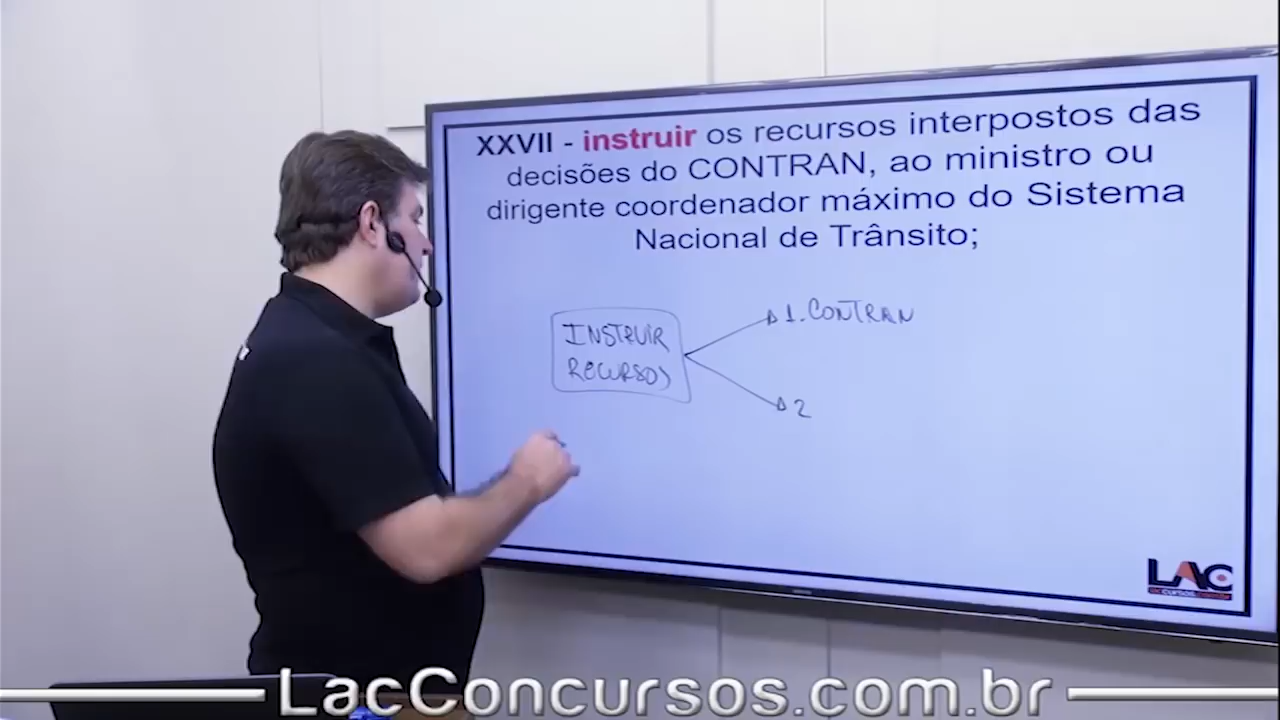 XXVII - instruir os recursos interpostos das
decisões do CONTRAN, ao ministro ou
dirigente coordenador máximo do Sistema
Nacional de Trânsito;
INSTRUIR
RECURSOS
1. CONTRAN
2
LAC
LacConcursos.com.br